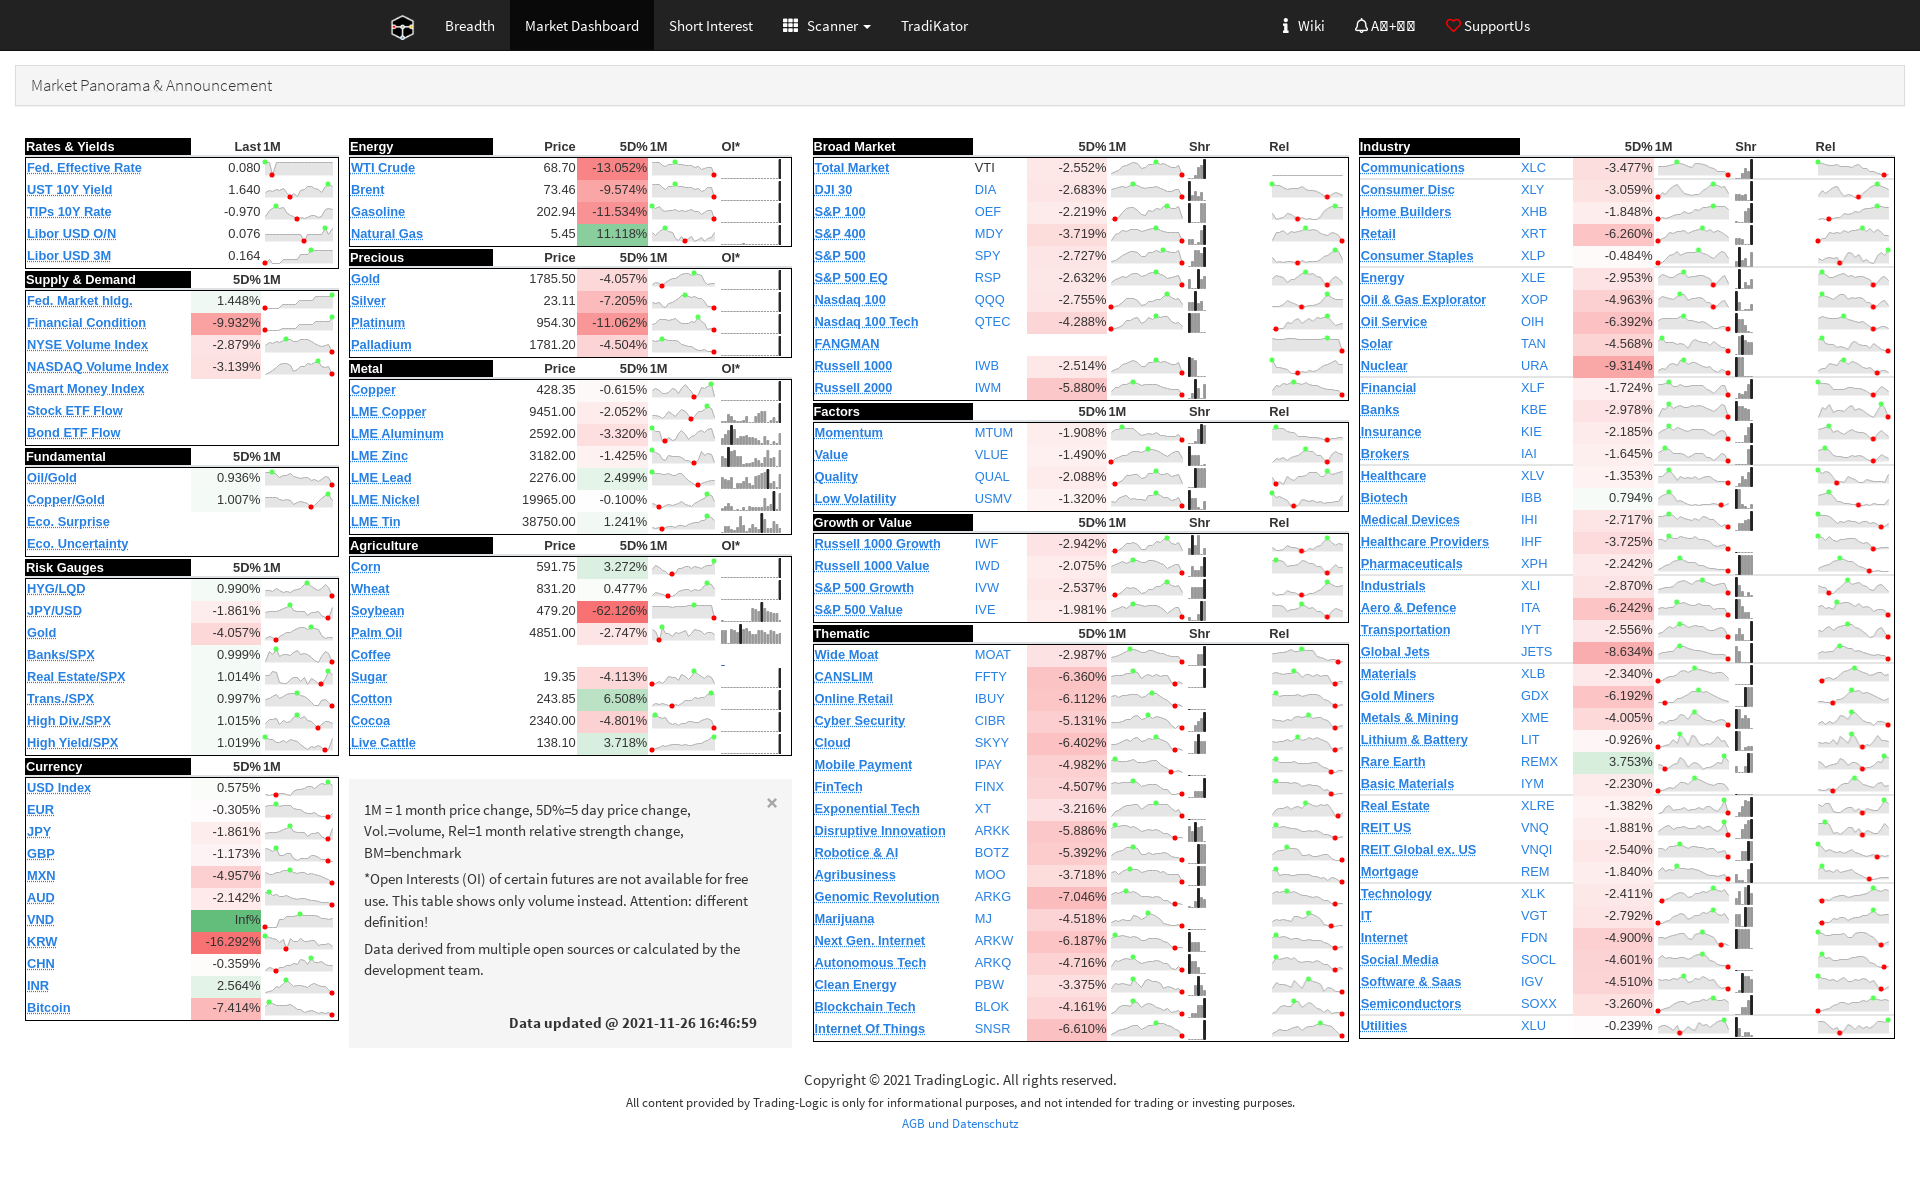 Breadth Market Dashboard Short Interest Scanner TradiKator Wiki SupportUs
Market Panorama & Announcement
Rates & Yields Last 1M
Fed. Effective Rate 0.080
UST 10Y Yield 1.640
TIPs 10Y Rate -0.970
Libor USD O/N 0.076
Libor USD 3M 0.164
Supply & Demand 5D% 1M
Fed. Market hldg. 1.448%
Financial Condition -9.932%
NYSE Volume Index -2.879%
NASDAQ Volume Index -3.139%
Smart Money Index
Stock ETF Flow
Bond ETF Flow
Fundamental 5D% 1M
Oil/Gold 0.936%
Copper/Gold 1.007%
Eco. Surprise
Eco. Uncertainty
Risk Gauges 5D% 1M
HYG/LQD 0.990%
JPY/USD -1.861%
Gold -4.057%
Banks/SPX 0.999%
Real Estate/SPX 1.014%
Trans./SPX 0.997%
High Div./SPX 1.015%
High Yield/SPX 1.019%
Currency 5D% 1M
USD Index 0.575%
EUR -0.305%
JPY -1.861%
GBP -1.173%
MXN -4.957%
AUD -2.142%
VND Inf%
KRW -16.292%
CHN -0.359%
INR 2.564%
Bitcoin -7.414%
Energy Price 5D% 1M OI*
WTI Crude 68.70 -13.052%
Brent 73.46 -9.574%
Gasoline 202.94 -11.534%
Natural Gas 5.45 11.118%
Precious Price 5D% 1M OI*
Gold 1785.50 -4.057%
Silver 23.11 -7.205%
Platinum 954.30 -11.062%
Palladium 1781.20 -4.504%
Metal Price 5D% 1M OI*
Copper 428.35 -0.615%
LME Copper 9451.00 -2.052%
LME Aluminum 2592.00 -3.320%
LME Zinc 3182.00 -1.425%
LME Lead 2276.00 2.499%
LME Nickel 19965.00 -0.100%
LME Tin 38750.00 1.241%
Agriculture Price 5D% 1M OI*
Corn 591.75 3.272%
Wheat 831.20 0.477%
Soybean 479.20 -62.126%
Palm Oil 4851.00 -2.747%
Coffee
Sugar 19.35 -4.113%
Cotton 243.85 6.508%
Cocoa 2340.00 -4.801%
Live Cattle 138.10 3.718%
×
1M = 1 month price change, 5D%=5 day price change,
Vol.=volume, Rel=1 month relative strength change,
BM=benchmark
*Open Interests (OI) of certain futures are not available for free
use. This table shows only volume instead. Attention: different
definition!
Data derived from multiple open sources or calculated by the
development team.
Data updated @ 2021-11-26 16:46:59
Broad Market 5D% 1M Shr Rel
Total Market VTI -2.552%
DJI 30 DIA -2.683%
S&P 100 OEF -2.219%
S&P 400 MDY -3.719%
S&P 500 SPY -2.727%
S&P 500 EQ RSP -2.632%
Nasdaq 100 QQQ -2.755%
Nasdaq 100 Tech QTEC -4.288%
FANGMAN
Russell 1000 IWB -2.514%
Russell 2000 IWM -5.880%
Factors 5D% 1M Shr Rel
Momentum MTUM -1.908%
Value VLUE -1.490%
Quality QUAL -2.088%
Low Volatility USMV -1.320%
Growth or Value 5D% 1M Shr Rel
Russell 1000 Growth IWF -2.942%
Russell 1000 Value IWD -2.075%
S&P 500 Growth IVW -2.537%
S&P 500 Value IVE -1.981%
Thematic 5D% 1M Shr Rel
Wide Moat MOAT -2.987%
CANSLIM FFTY -6.360%
Online Retail IBUY -6.112%
Cyber Security CIBR -5.131%
Cloud SKYY -6.402%
Mobile Payment IPAY -4.982%
FinTech FINX -4.507%
Exponential Tech XT -3.216%
Disruptive Innovation ARKK -5.886%
Robotice & AI BOTZ -5.392%
Agribusiness MOO -3.718%
Genomic Revolution ARKG -7.046%
Marijuana MJ -4.518%
Next Gen. Internet ARKW -6.187%
Autonomous Tech ARKQ -4.716%
Clean Energy PBW -3.375%
Blockchain Tech BLOK -4.161%
Internet Of Things SNSR -6.610%
Industry 5D% 1M Shr Rel
Communications XLC -3.477%
Consumer Disc XLY -3.059%
Home Builders XHB -1.848%
Retail XRT -6.260%
Consumer Staples XLP -0.484%
Energy XLE -2.953%
Oil & Gas Explorator XOP -4.963%
Oil Service OIH -6.392%
Solar TAN -4.568%
Nuclear URA -9.314%
Financial XLF -1.724%
Banks KBE -2.978%
Insurance KIE -2.185%
Brokers IAI -1.645%
Healthcare XLV -1.353%
Biotech IBB 0.794%
Medical Devices IHI -2.717%
Healthcare Providers IHF -3.725%
Pharmaceuticals XPH -2.242%
Industrials XLI -2.870%
Aero & Defence ITA -6.242%
Transportation IYT -2.556%
Global Jets JETS -8.634%
Materials XLB -2.340%
Gold Miners GDX -6.192%
Metals & Mining XME -4.005%
Lithium & Battery LIT -0.926%
Rare Earth REMX 3.753%
Basic Materials IYM -2.230%
Real Estate XLRE -1.382%
REIT US VNQ -1.881%
REIT Global ex. US VNQI -2.540%
Mortgage REM -1.840%
Technology XLK -2.411%
IT VGT -2.792%
Internet FDN -4.900%
Social Media SOCL -4.601%
Software & Saas IGV -4.510%
Semiconductors SOXX -3.260%
Utilities XLU -0.239%
Copyright © 2021 TradingLogic. All rights reserved.
All content provided by Trading-Logic is only for informational purposes, and not intended for trading or investing purposes.
AGB und Datenschutz